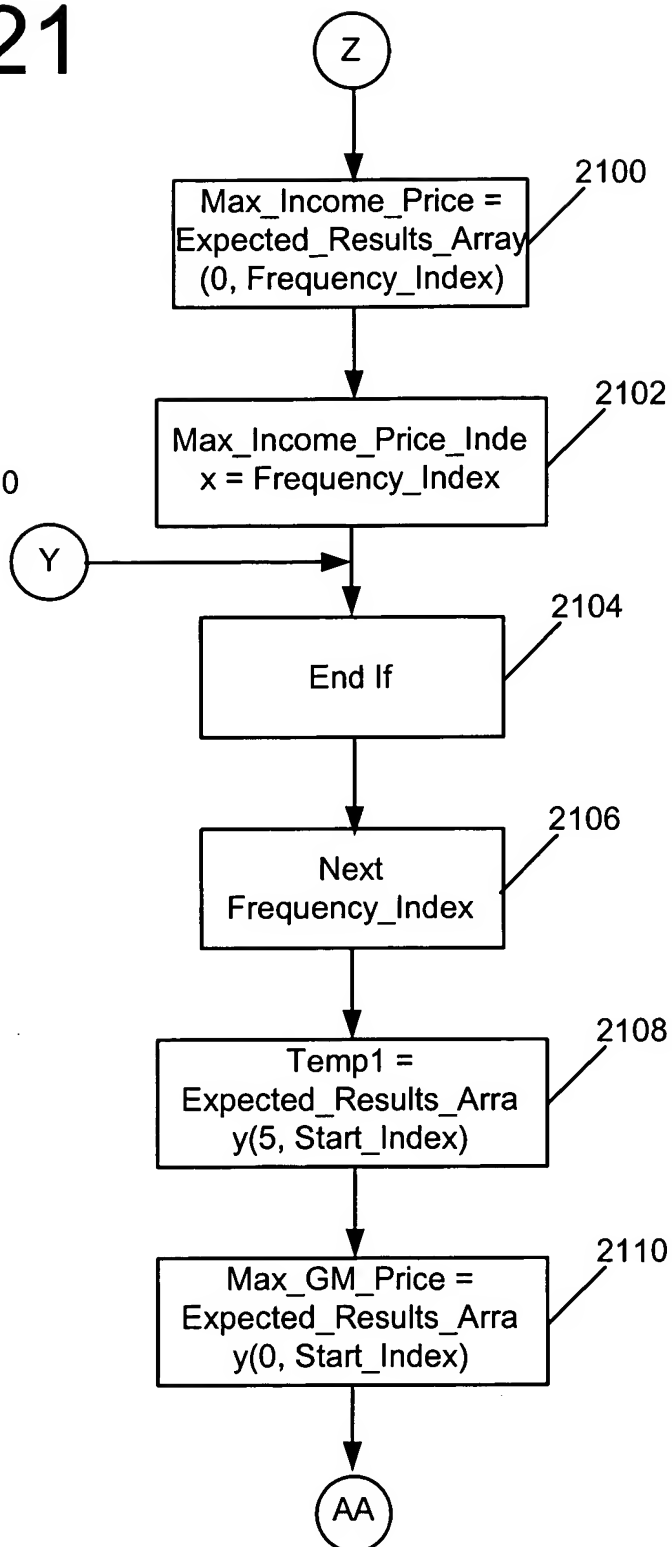 21
Z
2100
Max_Income_Price =
Expected_Results_Array
(0, Frequency_Index)
2102
Max_Income_Price_Inde
x = Frequency_Index
0
Y
2104
End If
2106
Next
Frequency_Index
2108
Temp1 =
Expected_Results_Arra
y(5, Start_Index)
2110
Max_GM_Price =
Expected_Results_Arra
y(0, Start_Index)
AA